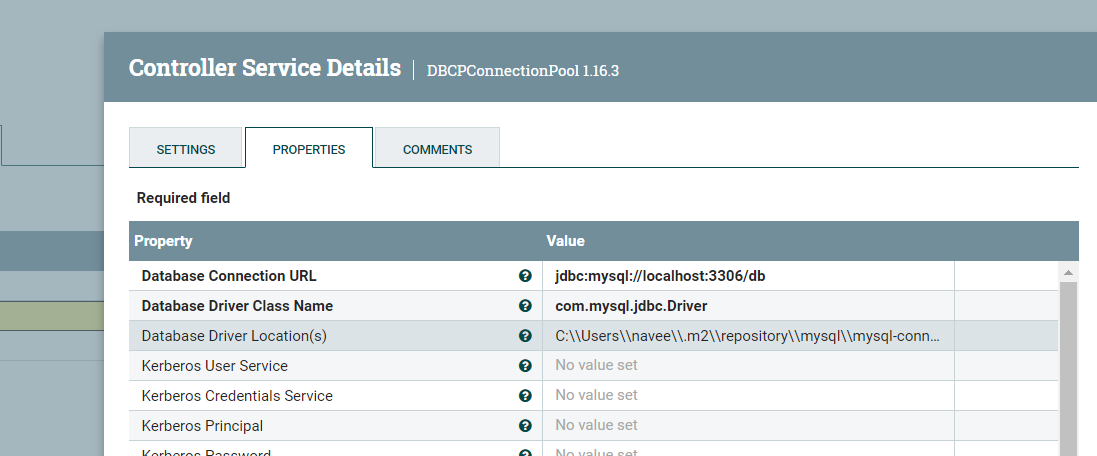 Controller Service Details | DBCPConnectionPool 1.16.3
SETTINGS PROPERTIES COMMENTS
Required field
Property Value
Database Connection URL jdbc:mysql://localhost:3306/db
Database Driver Class Name com.mysql.jdbc.Driver
Database Driver Location(s) C:\\Users\\navee\\.m2\\repository\\mysql\\mysql-conn...
Kerberos User Service No value set
Kerberos Credentials Service No value set
Kerberos Principal No value set
Kerberos Password No value set